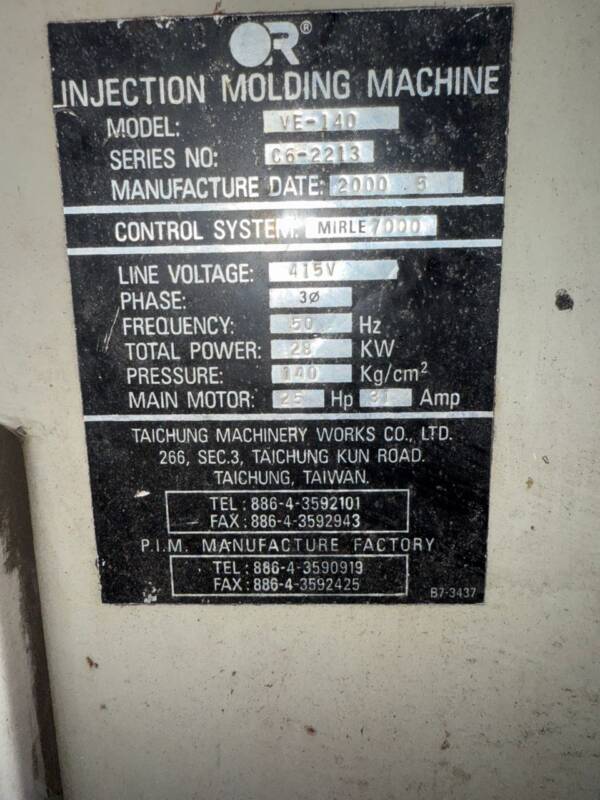 OR®
INJECTION MOLDING MACHINE
MODEL: VE-140
SERIES NO: C6-2213
MANUFACTURE DATE: 2000 . 5
CONTROL SYSTEM: MIRLE 7000
LINE VOLTAGE: 415V
PHASE: 3Ø
FREQUENCY: 50 Hz
TOTAL POWER: 28 KW
PRESSURE: 140 Kg/cm²
MAIN MOTOR: 25 Hp 31 Amp
TAICHUNG MACHINERY WORKS CO., LTD.
266, SEC.3, TAICHUNG KUN ROAD.
TAICHUNG, TAIWAN.
TEL : 886-4-3592101
FAX : 886-4-3592943
P.I.M. MANUFACTURE FACTORY
TEL : 886-4-3590919
FAX : 886-4-3592425
B7-3437